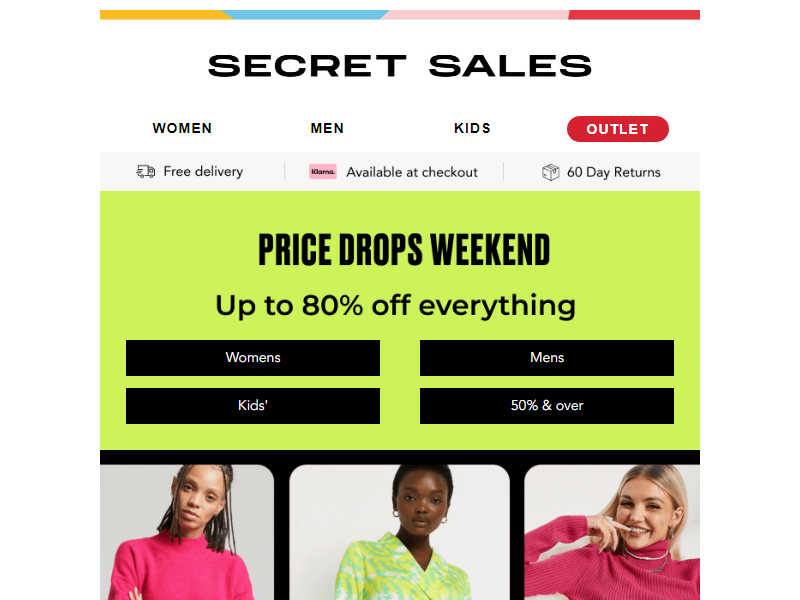 SECRET SALES
WOMEN MEN KIDS OUTLET
Free delivery Klarna. Available at checkout 60 Day Returns
PRICE DROPS WEEKEND
Up to 80% off everything
Womens Mens
Kids' 50% & over